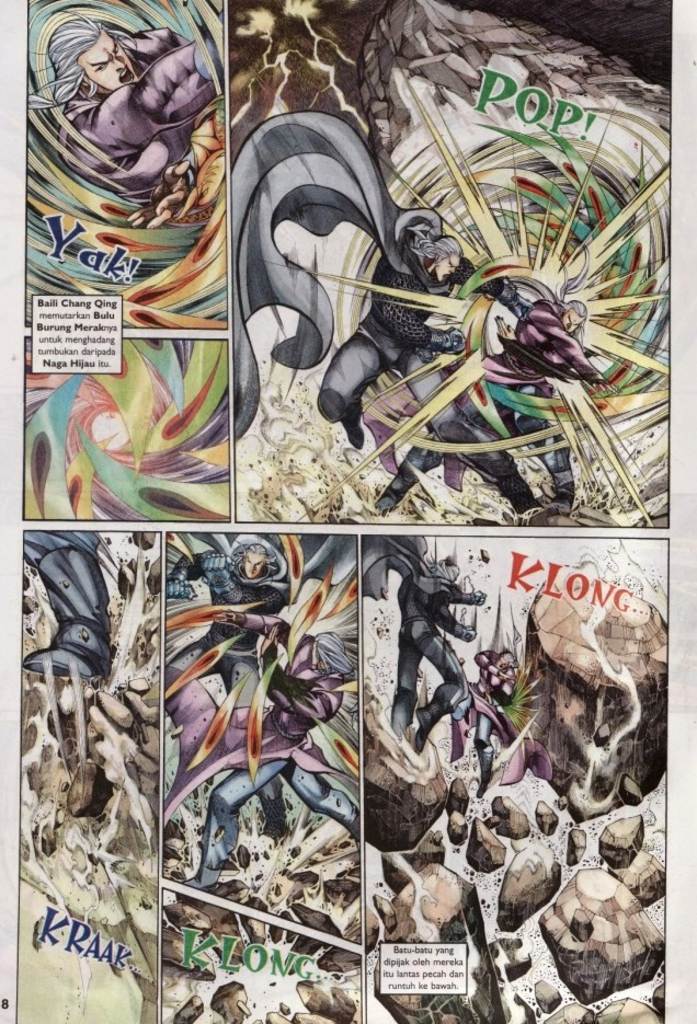 Yak!
POP!
Baili Chang Qing
memutarkan Bulu
Burung Meraknya
untuk menghadang
tumbukan daripada
Naga Hijau itu.
KLONG...
KRAAK...
KLONG...
Batu-batu yang
dipijak oleh mereka
itu lantas pecah dan
runtuh ke bawah.
8